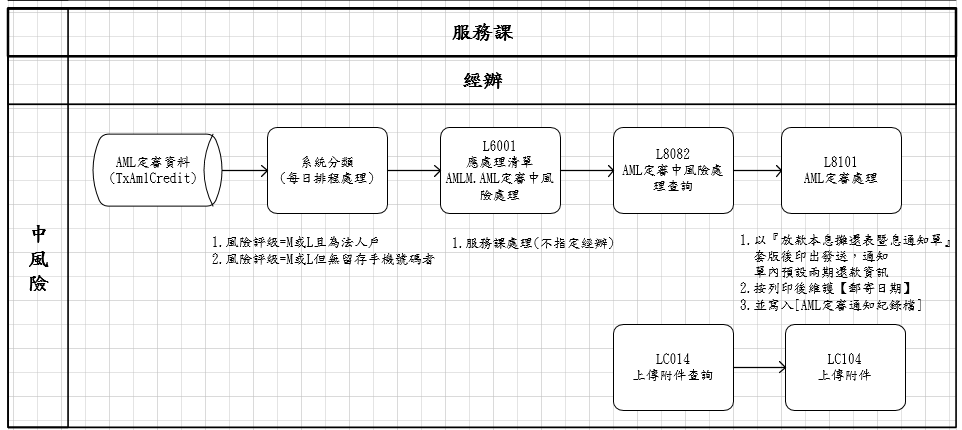 服務課
經辦
中風險
AML定審資料
(TxAmlCredit)
系統分類
(每日排程處理)
L6001
應處理清單
AMLM.AML定審中風
險處理
L8082
AML定審中風險處
理查詢
L8101
AML定審處理
1.風險評級=M或L且為法人戶
2.風險評級=M或L但無留存手機號碼者
1.服務課處理(不指定經辦)
1.以『放款本息攤還表暨息通知單』
套版後印出發送，通知
單內預設兩期還款資訊
2.按列印後維護【郵寄日期】
3.並寫入[AML定審通知紀錄檔]
LC014
上傳附件查詢
LC104
上傳附件